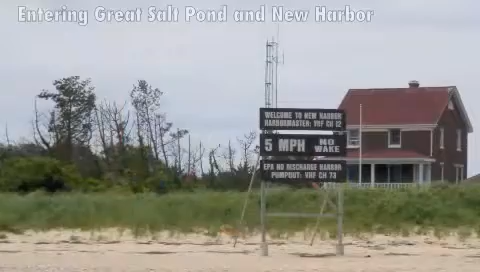 Entering Great Salt Pond and New Harbor
WELCOME TO NEW HARBOR
HARBORMASTER: VHF CH 12
5 MPH NO WAKE
EPA NO DISCHARGE HARBOR
PUMPOUT: VHF CH 73